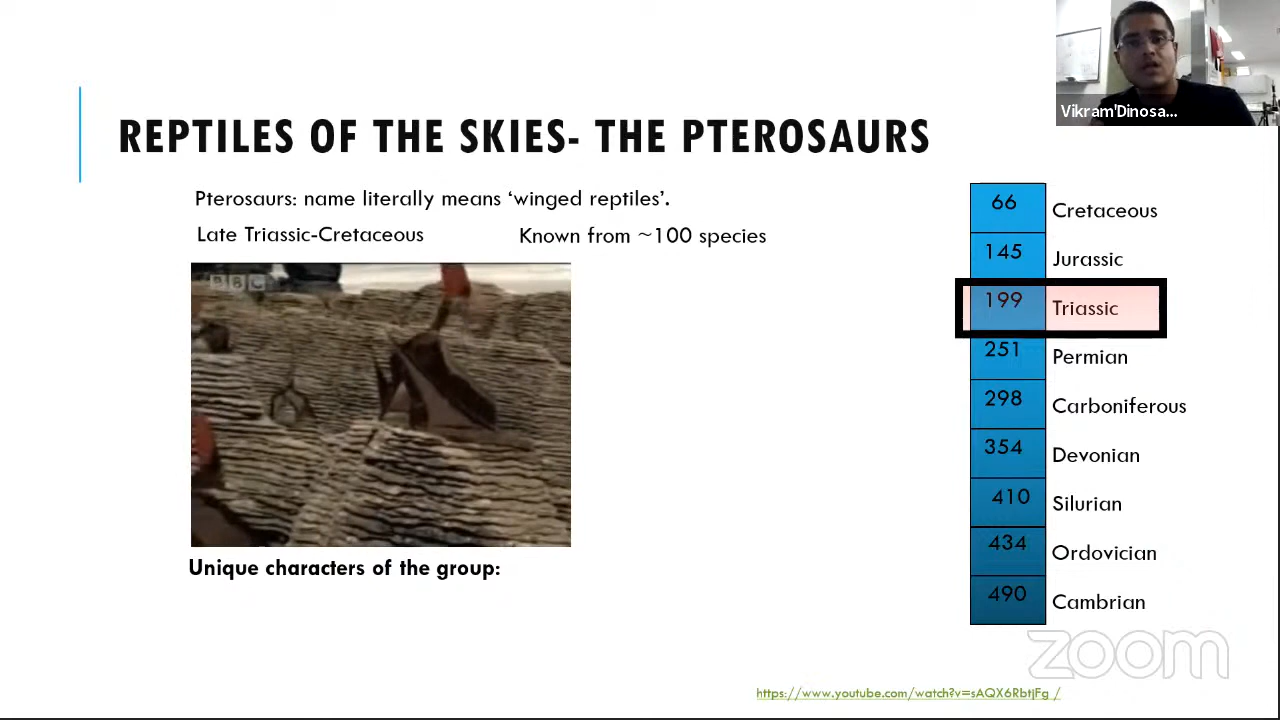 Vikram'Dinosa...
REPTILES OF THE SKIES- THE PTEROSAURS
Pterosaurs: name literally means ‘winged reptiles’.
Late Triassic-Cretaceous
Known from ~100 species
BBC
66 Cretaceous
145 Jurassic
199 Triassic
251 Permian
298 Carboniferous
354 Devonian
410 Silurian
434 Ordovician
490 Cambrian
Unique characters of the group:
zoom
https://www.youtube.com/watch?v=sAQX6RbtjFg /